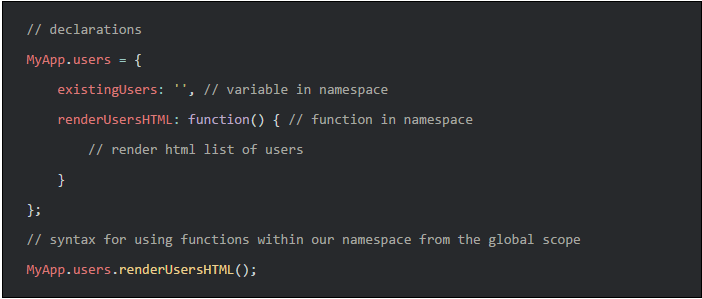 // declarations
MyApp.users = {
    existingUsers: '', // variable in namespace
    renderUsersHTML: function() { // function in namespace
        // render html list of users
    }
};
// syntax for using functions within our namespace from the global scope
MyApp.users.renderUsersHTML();